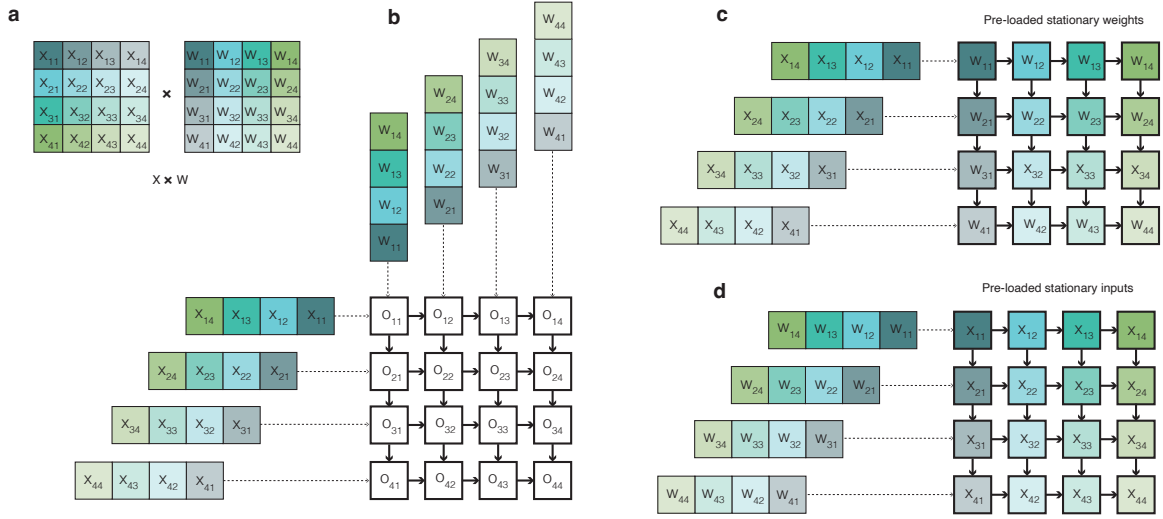 a
X11 X12 X13 X14
X21 X22 X23 X24
X31 X32 X33 X34
X41 X42 X43 X44
×
W11 W12 W13 W14
W21 W22 W23 W24
W31 W32 W33 W34
W41 W42 W43 W44
X × W
b
W14
W13
W12
W11
W24
W23
W22
W21
W34
W33
W32
W31
W44
W43
W42
W41
X14 X13 X12 X11
O11 O12 O13 O14
X24 X23 X22 X21
O21 O22 O23 O24
X34 X33 X32 X31
O31 O32 O33 O34
X44 X43 X42 X41
O41 O42 O43 O44
c
Pre-loaded stationary weights
X14 X13 X12 X11
W11 W12 W13 W14
X24 X23 X22 X21
W21 W22 W23 W24
X34 X33 X32 X31
W31 X32 X33 X34
X44 X43 X42 X41
W41 W42 W43 W44
d
Pre-loaded stationary inputs
W14 W13 W12 W11
X11 X12 X13 X14
W24 W23 W22 W21
X21 X22 X23 X24
W34 W33 W32 W31
X31 X32 X33 X34
W44 W43 W42 W41
X41 X42 X43 X44